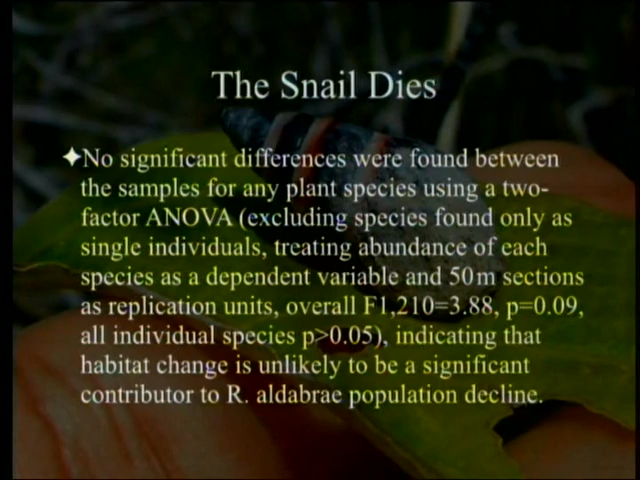 The Snail Dies
✦No significant differences were found between
the samples for any plant species using a two-
factor ANOVA (excluding species found only as
single individuals, treating abundance of each
species as a dependent variable and 50m sections
as replication units, overall F1,210=3.88, p=0.09,
all individual species p>0.05), indicating that
habitat change is unlikely to be a significant
contributor to R. aldabrae population decline.